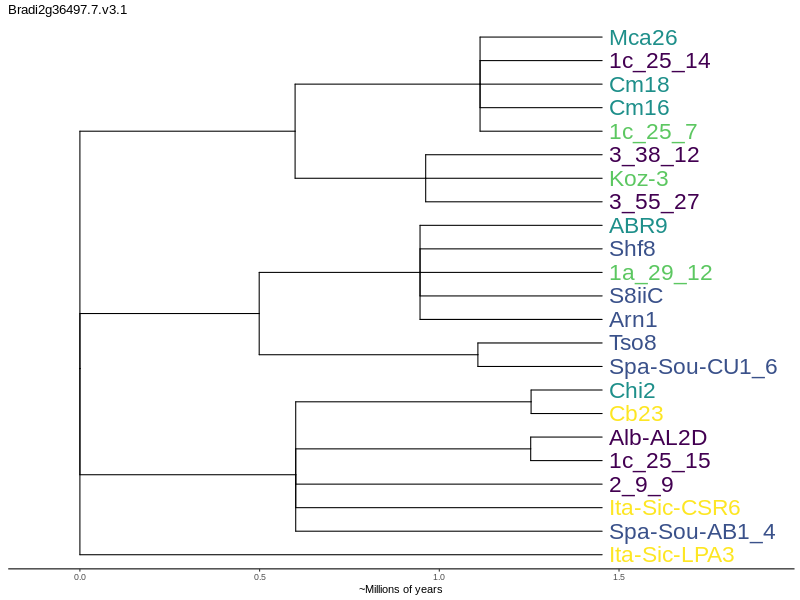 Bradi2g36497.7.v3.1
Mca26
1c_25_14
Cm18
Cm16
1c_25_7
3_38_12
Koz-3
3_55_27
ABR9
Shf8
1a_29_12
S8iiC
Arn1
Tso8
Spa-Sou-CU1_6
Chi2
Cb23
Alb-AL2D
1c_25_15
2_9_9
Ita-Sic-CSR6
Spa-Sou-AB1_4
Ita-Sic-LPA3
0.0 0.5 1.0 1.5
~Millions of years